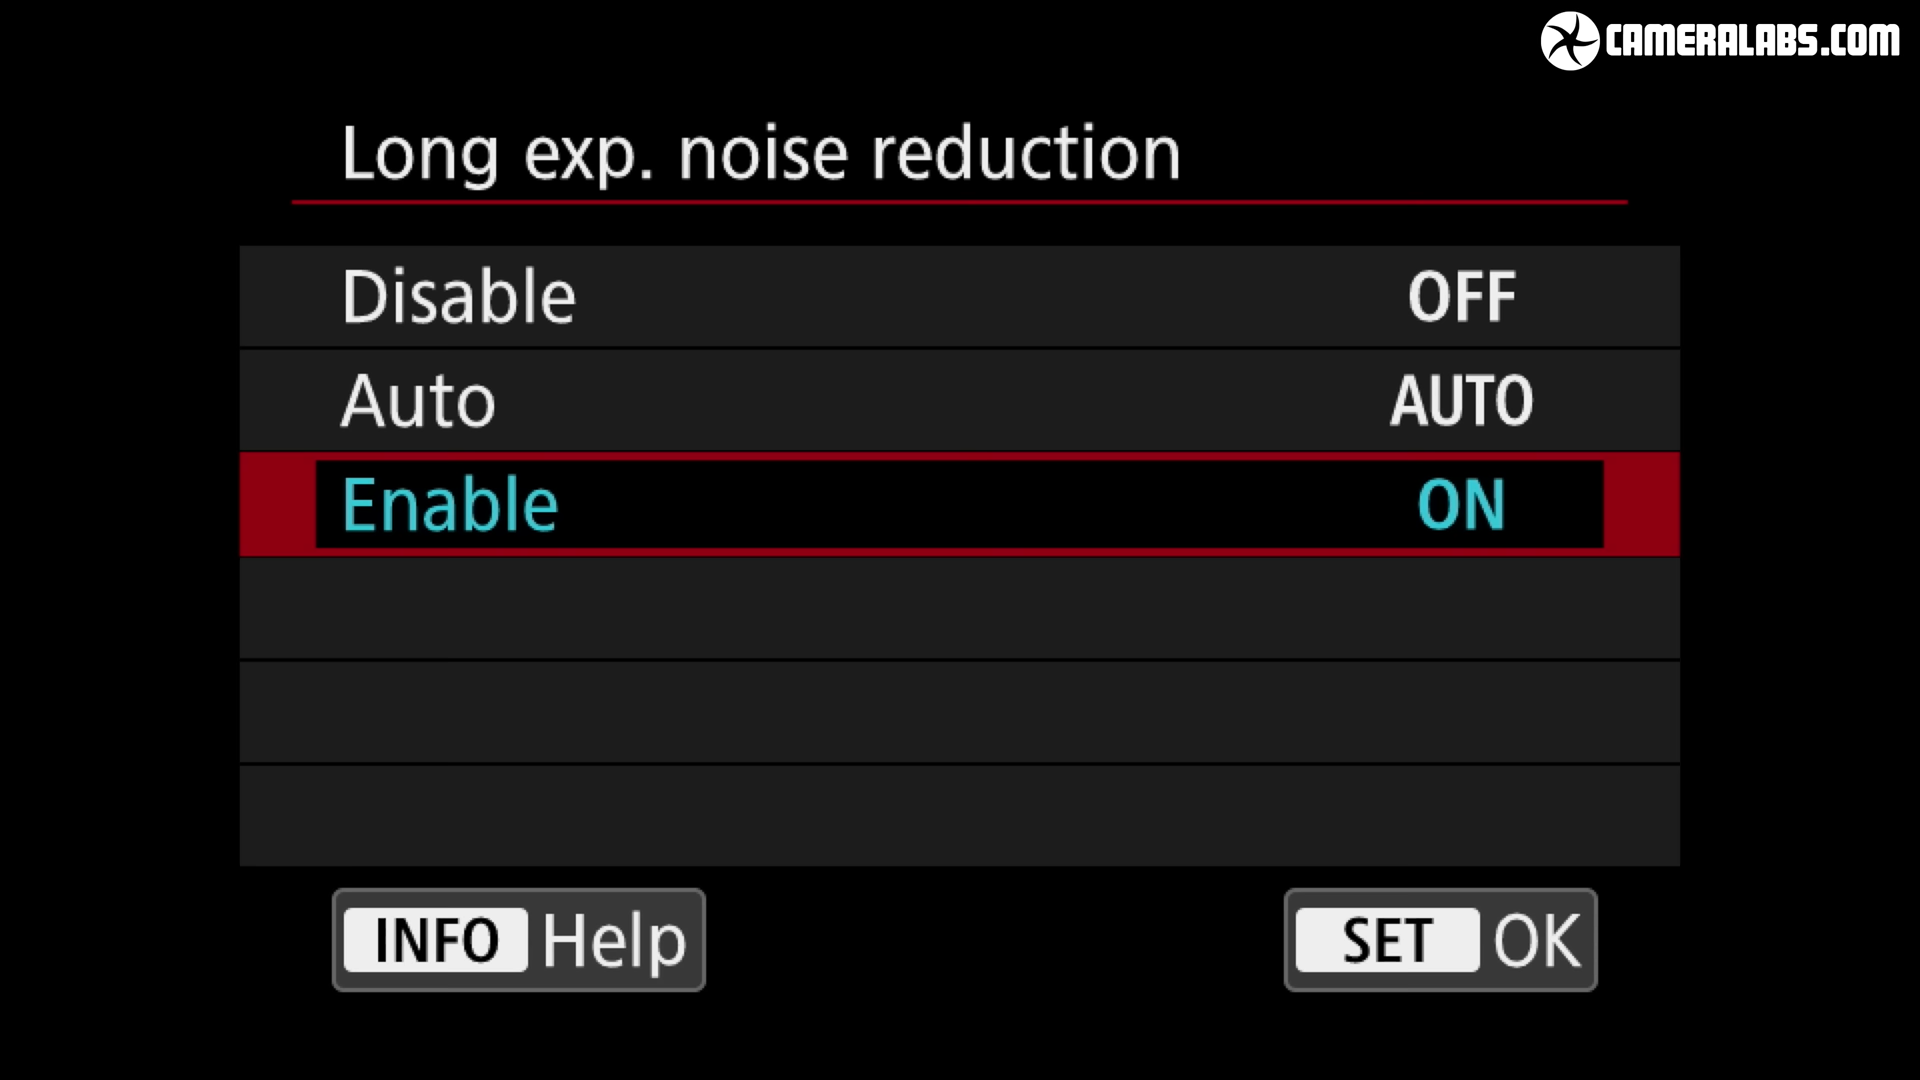 CAMERALABS.COM
Long exp. noise reduction
Disable OFF
Auto AUTO
Enable ON
INFO Help SET OK